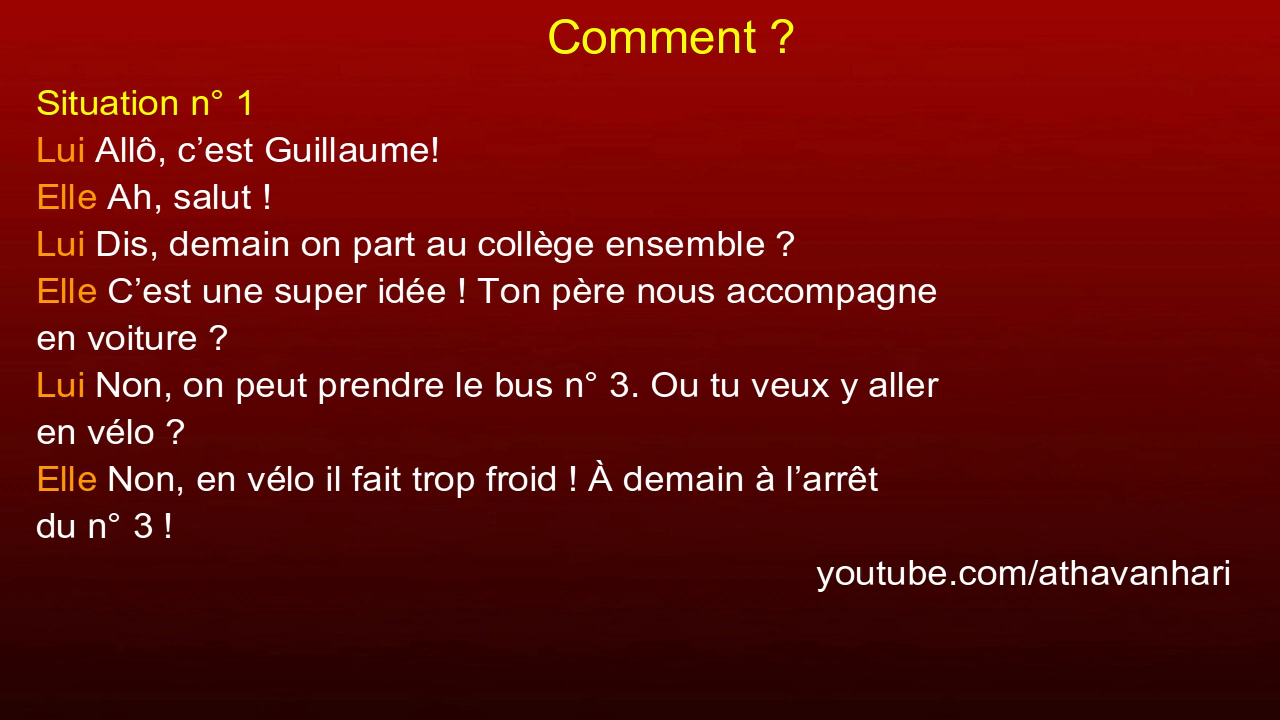 Comment ?
Situation n° 1
Lui Allô, c’est Guillaume!
Elle Ah, salut !
Lui Dis, demain on part au collège ensemble ?
Elle C’est une super idée ! Ton père nous accompagne
en voiture ?
Lui Non, on peut prendre le bus n° 3. Ou tu veux y aller
en vélo ?
Elle Non, en vélo il fait trop froid ! À demain à l’arrêt
du n° 3 !
youtube.com/athavanhari